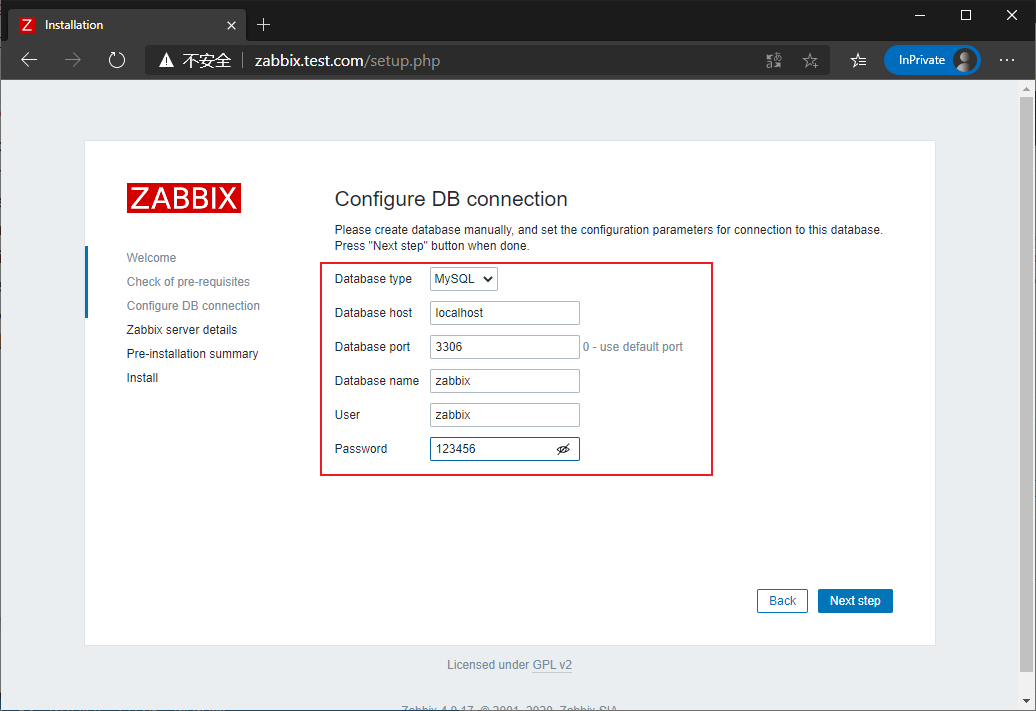 Installation
不安全 zabbix.test.com/setup.php InPrivate
ZABBIX
Welcome
Check of pre-requisites
Configure DB connection
Zabbix server details
Pre-installation summary
Install
Configure DB connection
Please create database manually, and set the configuration parameters for connection to this database.
Press "Next step" button when done.
Database type MySQL
Database host localhost
Database port 3306 0 - use default port
Database name zabbix
User zabbix
Password 123456
Back Next step
Licensed under GPL v2